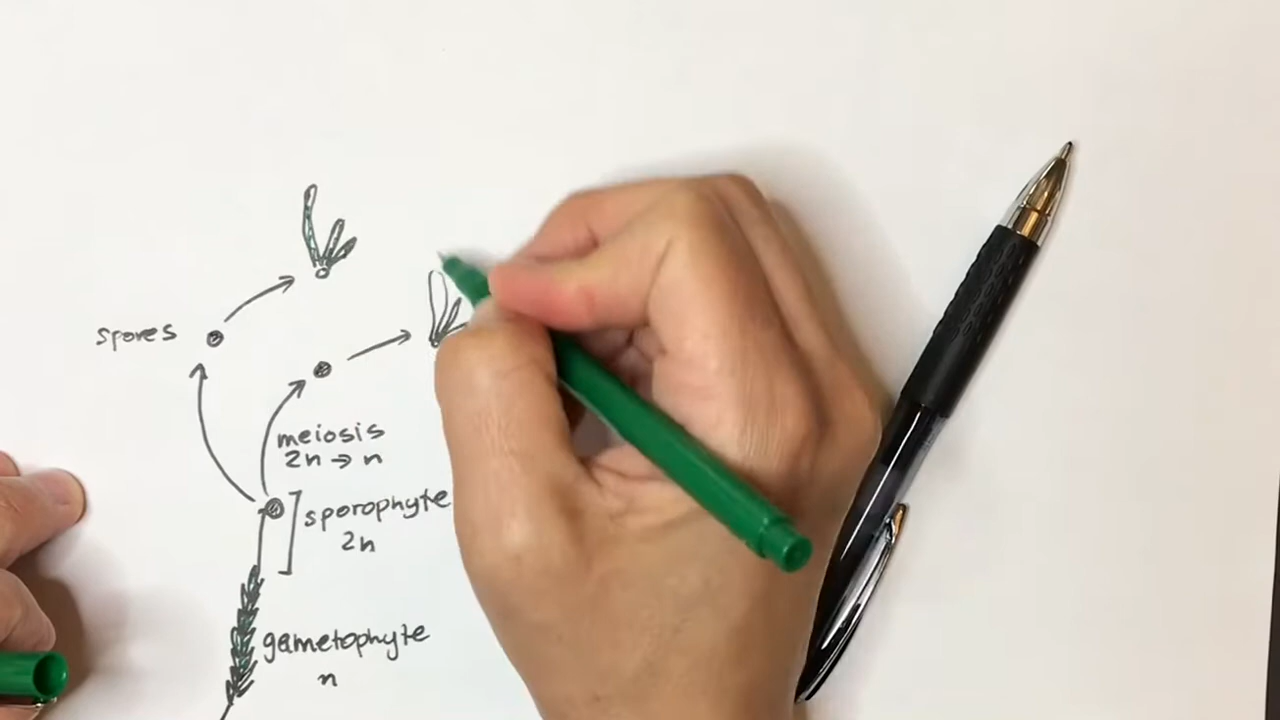 spores
meiosis
2n → n
sporophyte
2n
gametophyte
n